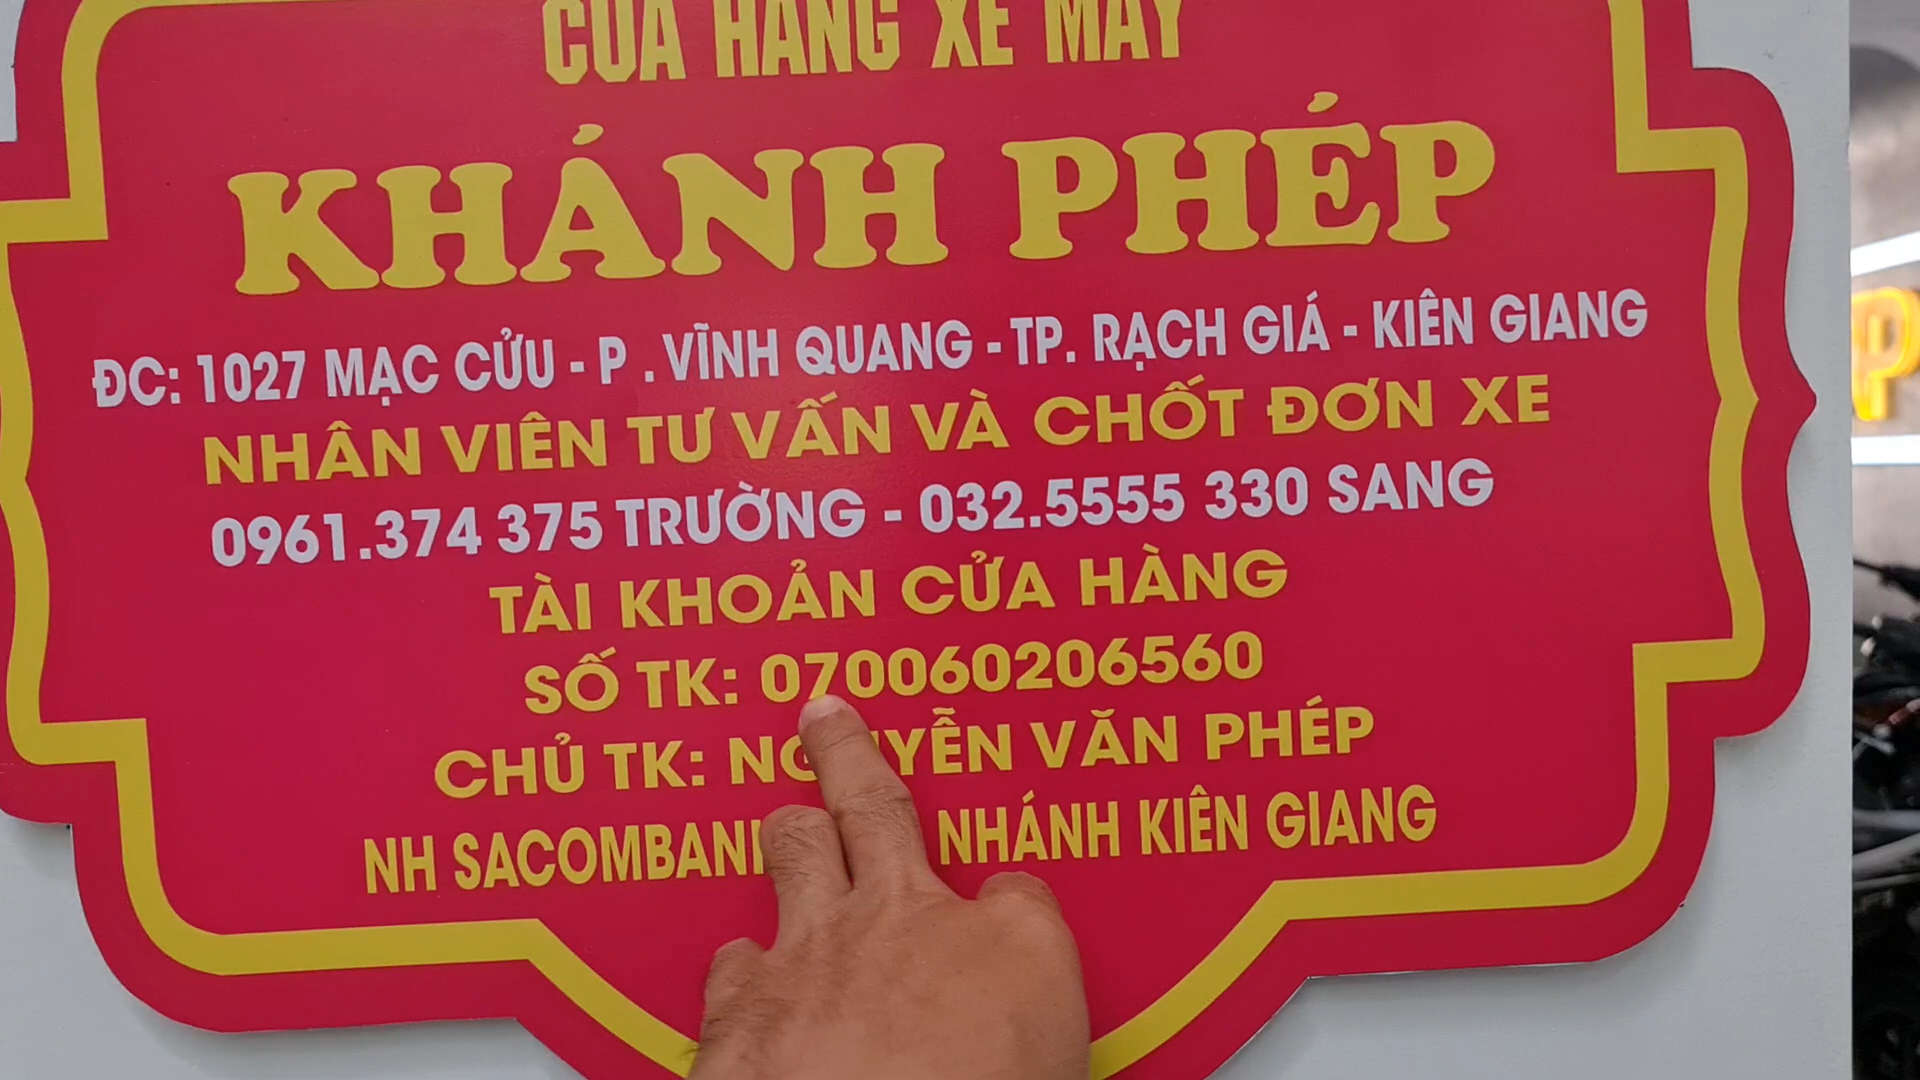 CỬA HÀNG XE MÁY
KHÁNH PHÉP
ĐC: 1027 MẠC CỬU - P . VĨNH QUANG - TP. RẠCH GIÁ - KIÊN GIANG
NHÂN VIÊN TƯ VẤN VÀ CHỐT ĐƠN XE
0961.374 375 TRƯỜNG - 032.5555 330 SANG
TÀI KHOẢN CỬA HÀNG
SỐ TK: 070060206560
CHỦ TK: NGUYỄN VĂN PHÉP
NH SACOMBANK NHÁNH KIÊN GIANG
P